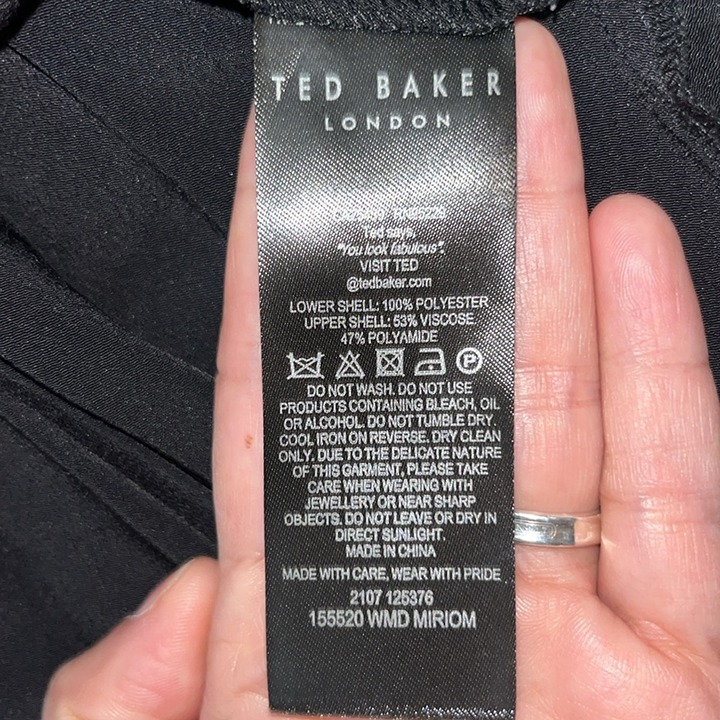 TED BAKER
LONDON
Ted says,
"You look fabulous".
VISIT TED
@tedbaker.com
LOWER SHELL: 100% POLYESTER
UPPER SHELL: 53% VISCOSE.
47% POLYAMIDE
P
DO NOT WASH. DO NOT USE
PRODUCTS CONTAINING BLEACH, OIL
OR ALCOHOL. DO NOT TUMBLE DRY.
COOL IRON ON REVERSE. DRY CLEAN
ONLY. DUE TO THE DELICATE NATURE
OF THIS GARMENT, PLEASE TAKE
CARE WHEN WEARING WITH
JEWELLERY OR NEAR SHARP
OBJECTS. DO NOT LEAVE OR DRY IN
DIRECT SUNLIGHT.
MADE IN CHINA
MADE WITH CARE, WEAR WITH PRIDE
2107 125376
155520 WMD MIRIOM